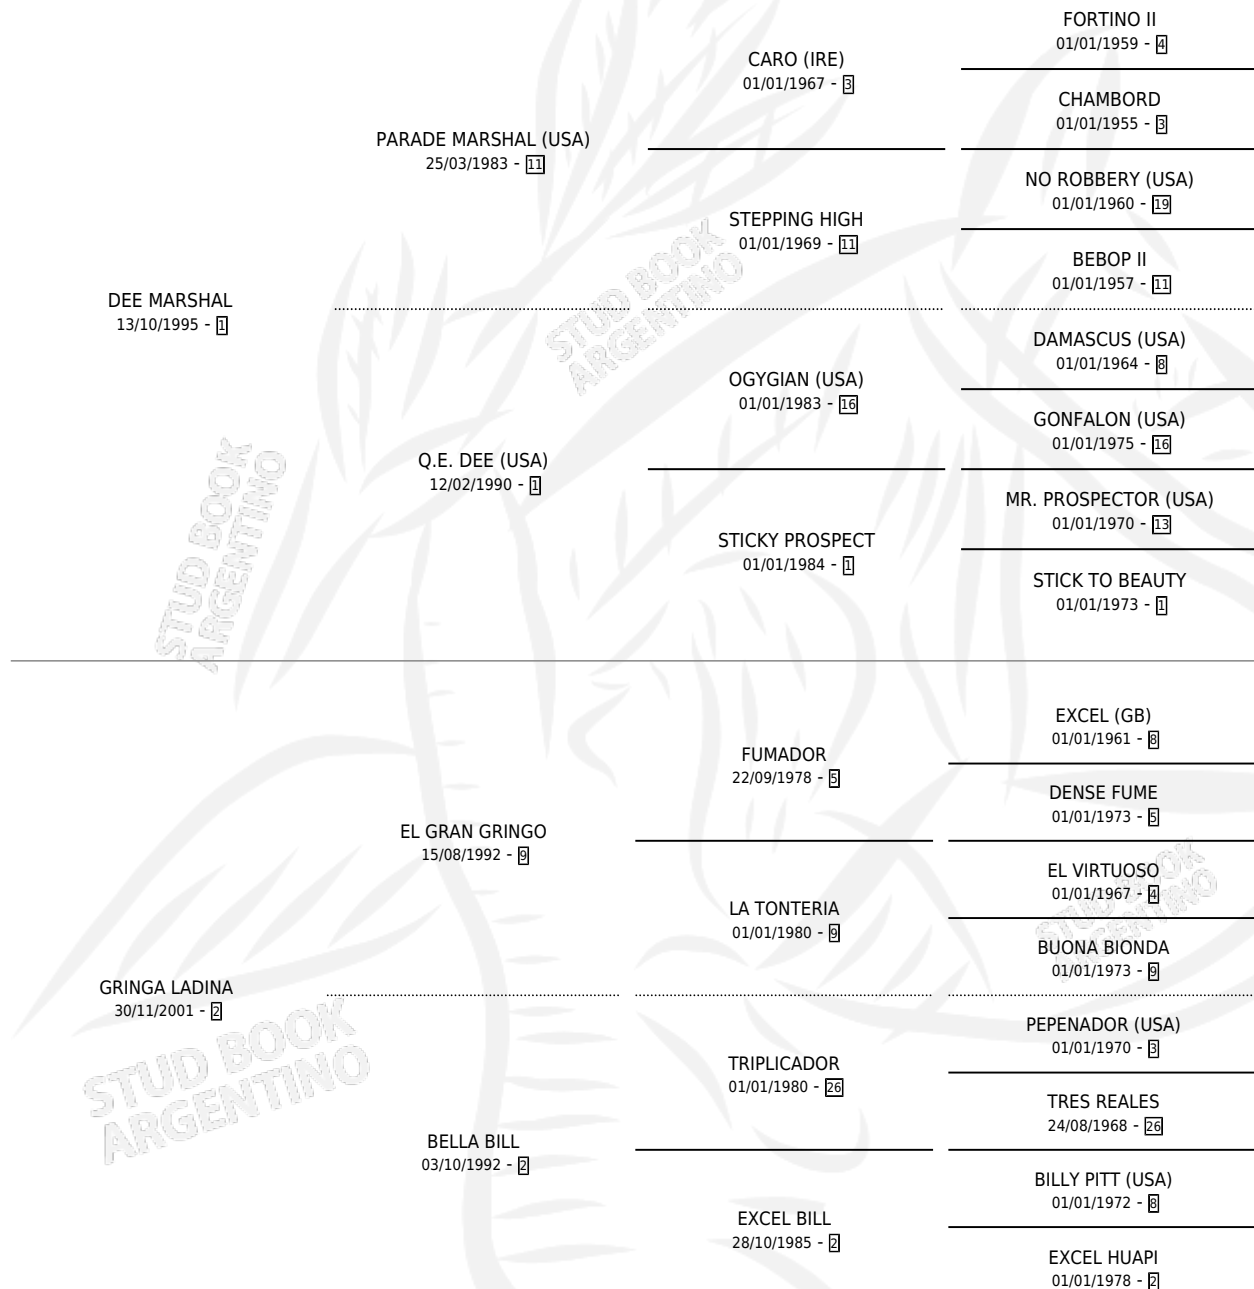 FORTINO II
01/01/1959 - 4
CARO (IRE)
01/01/1967 - 3
CHAMBORD
01/01/1955 - 3
PARADE MARSHAL (USA)
25/03/1983 - 11
NO ROBBERY (USA)
01/01/1960 - 19
STEPPING HIGH
01/01/1969 - 11
BEBOP II
01/01/1957 - 11
DEE MARSHAL
13/10/1995 - 1
DAMASCUS (USA)
01/01/1964 - 8
OGYGIAN (USA)
01/01/1983 - 16
GONFALON (USA)
01/01/1975 - 16
Q.E. DEE (USA)
12/02/1990 - 1
MR. PROSPECTOR (USA)
01/01/1970 - 13
STICKY PROSPECT
01/01/1984 - 1
STICK TO BEAUTY
01/01/1973 - 1
STUD BOOK
ARGENTINO
STUD BOOK
ARGENTINO
EXCEL (GB)
01/01/1961 - 8
FUMADOR
22/09/1978 - 5
DENSE FUME
01/01/1973 - 5
EL GRAN GRINGO
15/08/1992 - 9
EL VIRTUOSO
01/01/1967 - 4
LA TONTERIA
01/01/1980 - 9
BUONA BIONDA
01/01/1973 - 9
GRINGA LADINA
30/11/2001 - 2
PEPENADOR (USA)
01/01/1970 - 3
TRIPLICADOR
01/01/1980 - 26
TRES REALES
24/08/1968 - 26
BELLA BILL
03/10/1992 - 2
BILLY PITT (USA)
01/01/1972 - 8
EXCEL BILL
28/10/1985 - 2
EXCEL HUAPI
01/01/1978 - 2
STUD BOOK
ARGENTINO
STUD BOOK
ARGENTINO